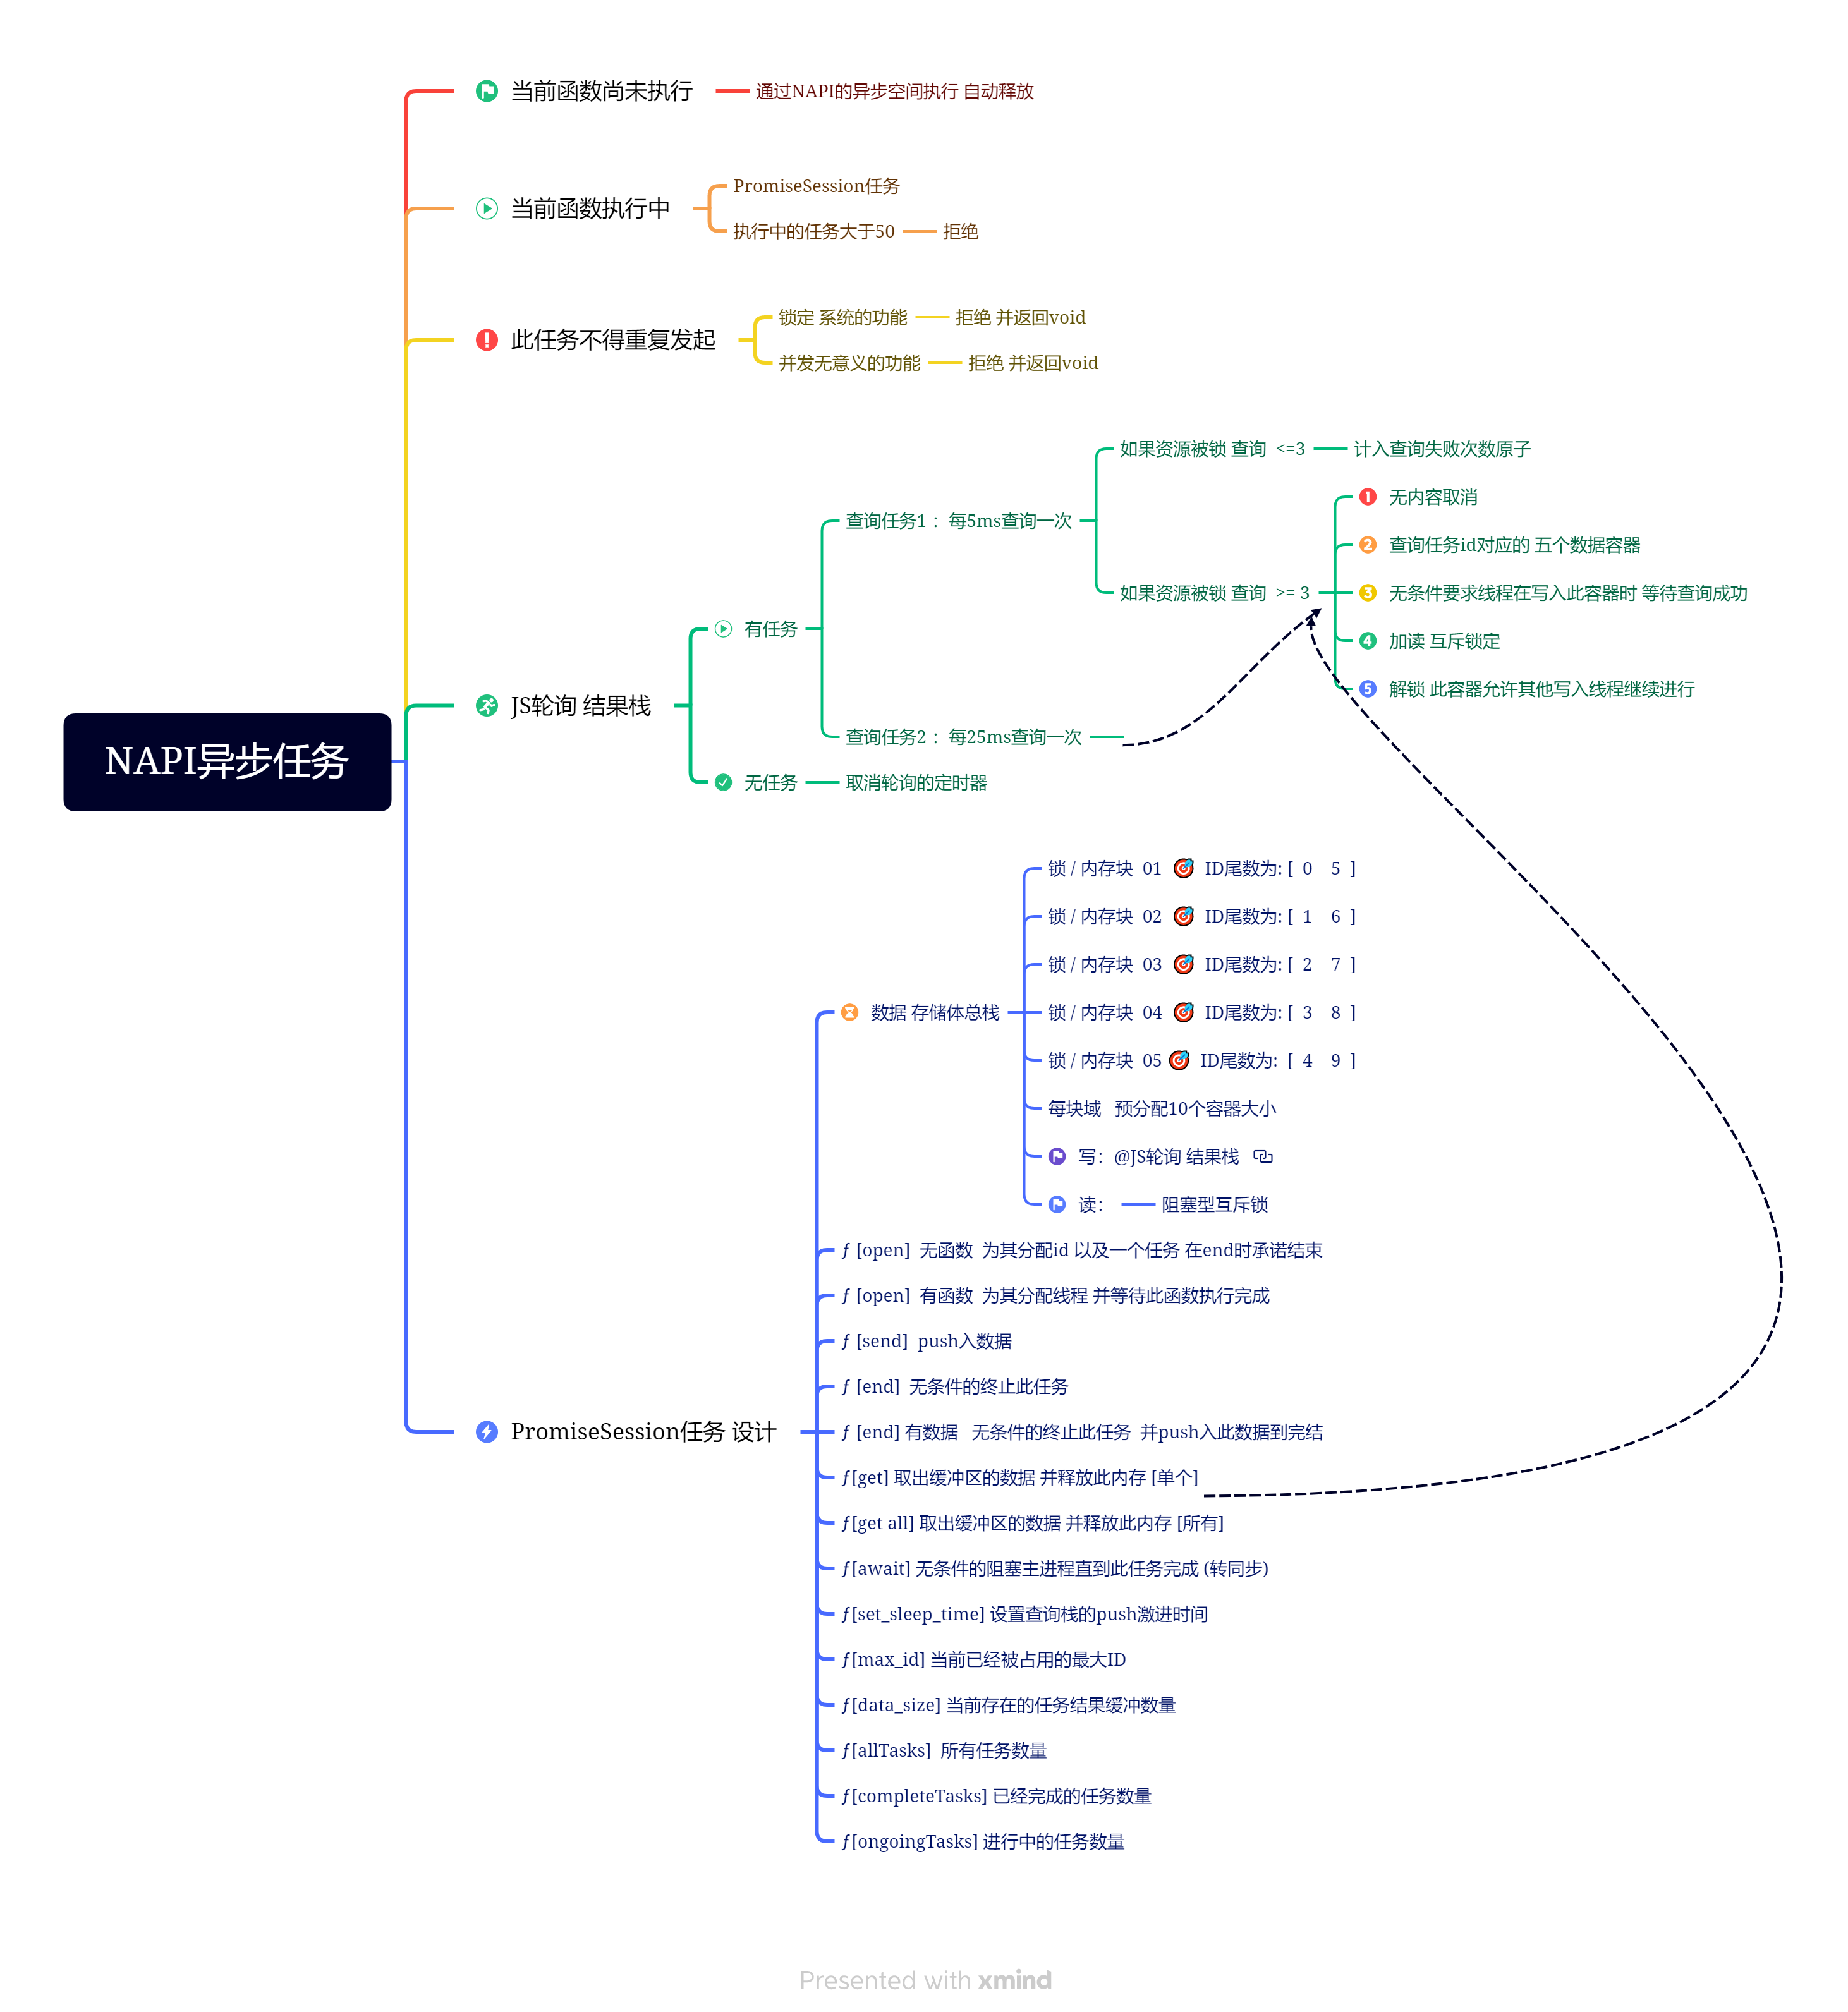 NAPI异步任务
当前函数尚未执行
通过NAPI的异步空间执行 自动释放
当前函数执行中
PromiseSession任务
执行中的任务大于50
拒绝
此任务不得重复发起
锁定 系统的功能
拒绝 并返回void
并发无意义的功能
拒绝 并返回void
JS轮询 结果栈
有任务
查询任务1 : 每5ms查询一次
如果资源被锁 查询 <=3
计入查询失败次数原子
如果资源被锁 查询 >= 3
1 无内容取消
2 查询任务id对应的 五个数据容器
3 无条件要求线程在写入此容器时 等待查询成功
4 加读 互斥锁定
5 解锁 此容器允许其他写入线程继续进行
查询任务2 : 每25ms查询一次
无任务
取消轮询的定时器
PromiseSession任务 设计
数据 存储体总栈
锁 / 内存块 01 🎯 ID尾数为: [ 0 5 ]
锁 / 内存块 02 🎯 ID尾数为: [ 1 6 ]
锁 / 内存块 03 🎯 ID尾数为: [ 2 7 ]
锁 / 内存块 04 🎯 ID尾数为: [ 3 8 ]
锁 / 内存块 05 🎯 ID尾数为: [ 4 9 ]
每块域 预分配10个容器大小
写：@JS轮询 结果栈
读：
阻塞型互斥锁
ƒ [open] 无函数 为其分配id 以及一个任务 在end时承诺结束
ƒ [open] 有函数 为其分配线程 并等待此函数执行完成
ƒ [send] push入数据
ƒ [end] 无条件的终止此任务
ƒ [end] 有数据 无条件的终止此任务 并push入此数据到完结
ƒ[get] 取出缓冲区的数据 并释放此内存 [单个]
ƒ[get all] 取出缓冲区的数据 并释放此内存 [所有]
ƒ[await] 无条件的阻塞主进程直到此任务完成 (转同步)
ƒ[set_sleep_time] 设置查询栈的push激进时间
ƒ[max_id] 当前已经被占用的最大ID
ƒ[data_size] 当前存在的任务结果缓冲数量
ƒ[allTasks] 所有任务数量
ƒ[completeTasks] 已经完成的任务数量
ƒ[ongoingTasks] 进行中的任务数量
Presented with xmind